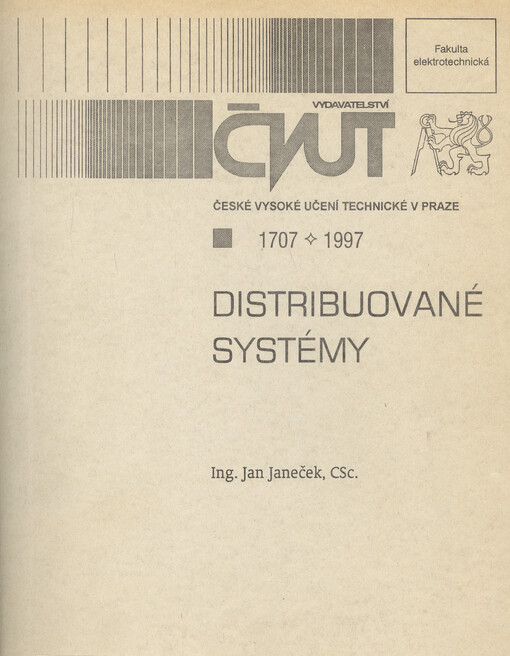 Fakulta
elektrotechnická
VYDAVATELSTVÍ
ČVUT
ČESKÉ VYSOKÉ UČENÍ TECHNICKÉ V PRAZE
1707 ✧ 1997
DISTRIBUOVANÉ
SYSTÉMY
Ing. Jan Janeček, CSc.